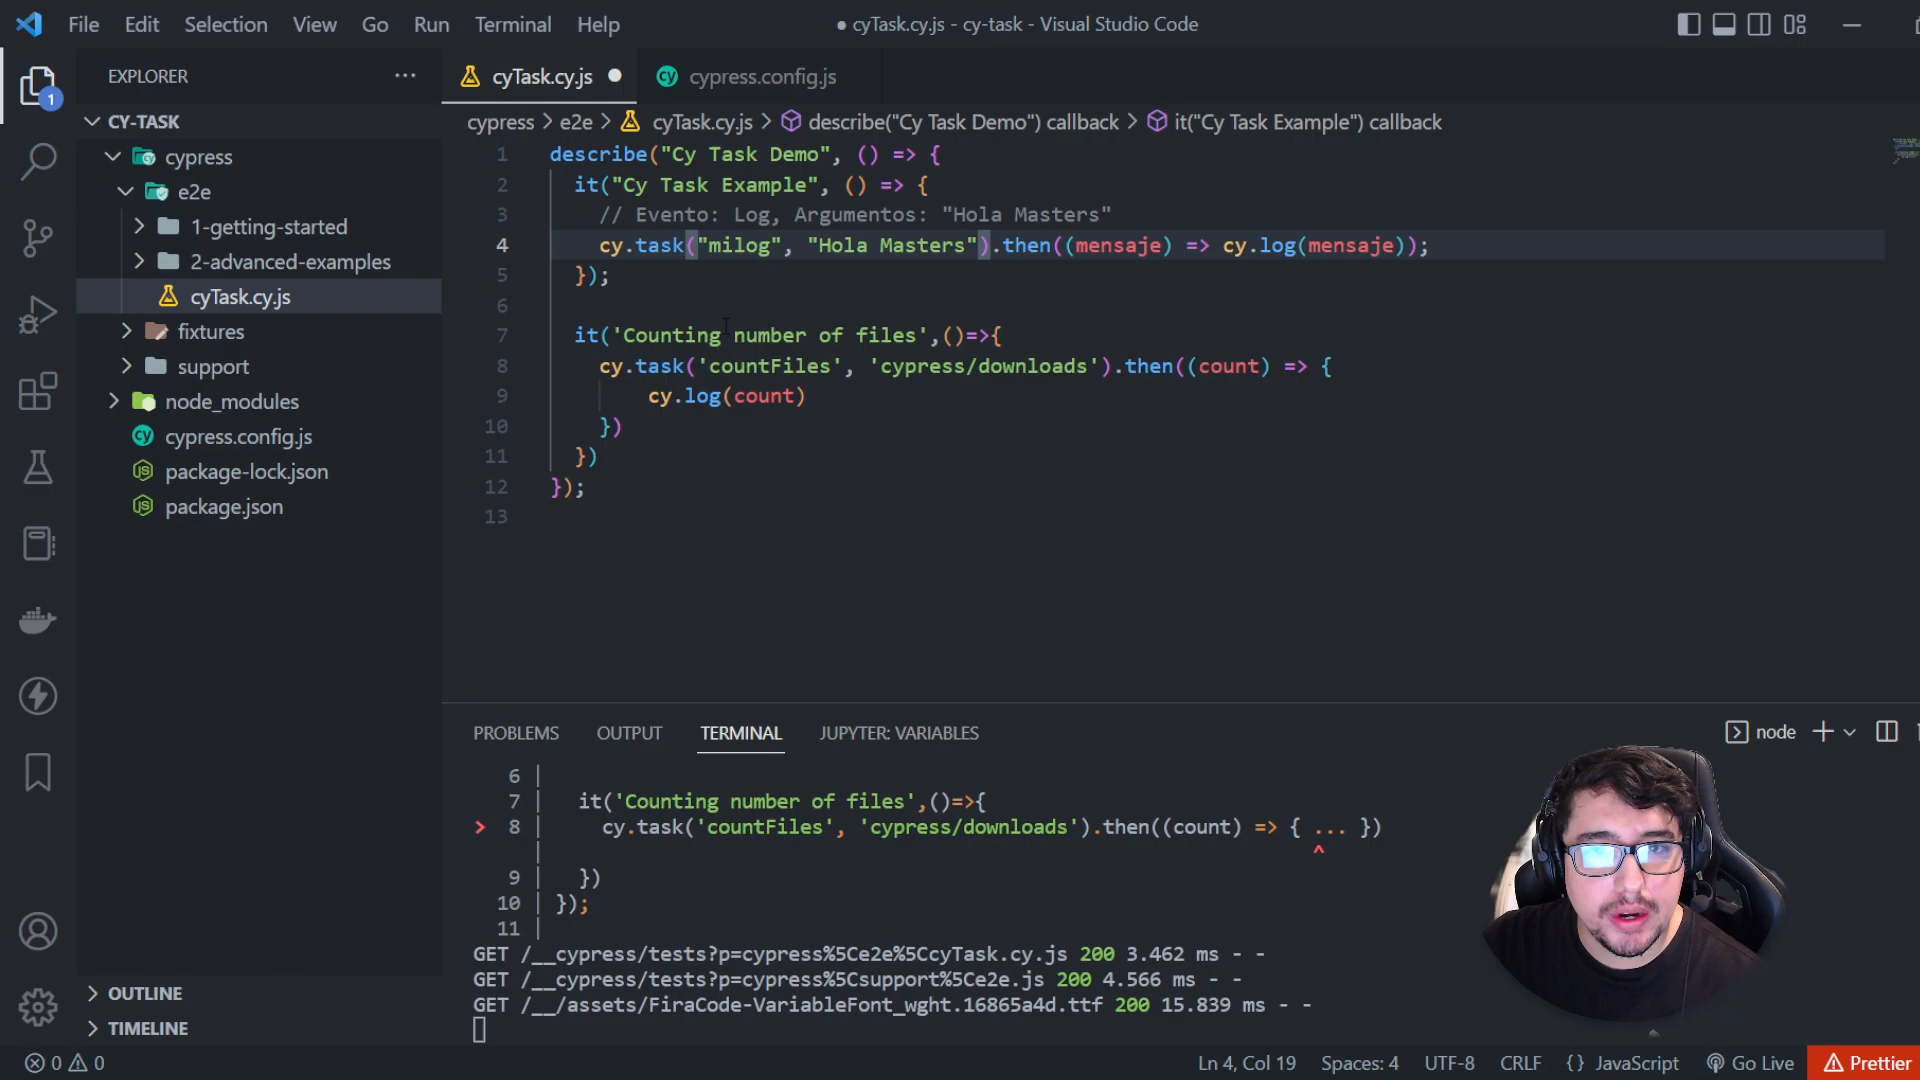 File Edit Selection View Go Run Terminal Help
● cyTask.cy.js - cy-task - Visual Studio Code
EXPLORER
1
CY-TASK
cypress
e2e
1-getting-started
2-advanced-examples
cyTask.cy.js
fixtures
support
node_modules
cypress.config.js
package-lock.json
package.json
OUTLINE
TIMELINE
cyTask.cy.js
cypress.config.js
cypress > e2e > cyTask.cy.js > describe("Cy Task Demo") callback > it("Cy Task Example") callback
1 describe("Cy Task Demo", () => {
2 it("Cy Task Example", () => {
3 // Evento: Log, Argumentos: "Hola Masters"
4 cy.task("milog", "Hola Masters").then((mensaje) => cy.log(mensaje));
5 });
6
7 it('Counting number of files',()=>{
8 cy.task('countFiles', 'cypress/downloads').then((count) => {
9 cy.log(count)
10 })
11 })
12 });
13
PROBLEMS OUTPUT TERMINAL JUPYTER: VARIABLES
node
6 |
7 | it('Counting number of files',()=>{
> 8 | cy.task('countFiles', 'cypress/downloads').then((count) => { ... })
| ^
9 | })
10 | });
11 |
GET /__cypress/tests?p=cypress%5Ce2e%5CcyTask.cy.js 200 3.462 ms - -
GET /__cypress/tests?p=cypress%5Csupport%5Ce2e.js 200 4.566 ms - -
GET /__/assets/FiraCode-VariableFont_wght.16865a4d.ttf 200 15.839 ms - -
0 0
Ln 4, Col 19 Spaces: 4 UTF-8 CRLF {} JavaScript Go Live Prettier